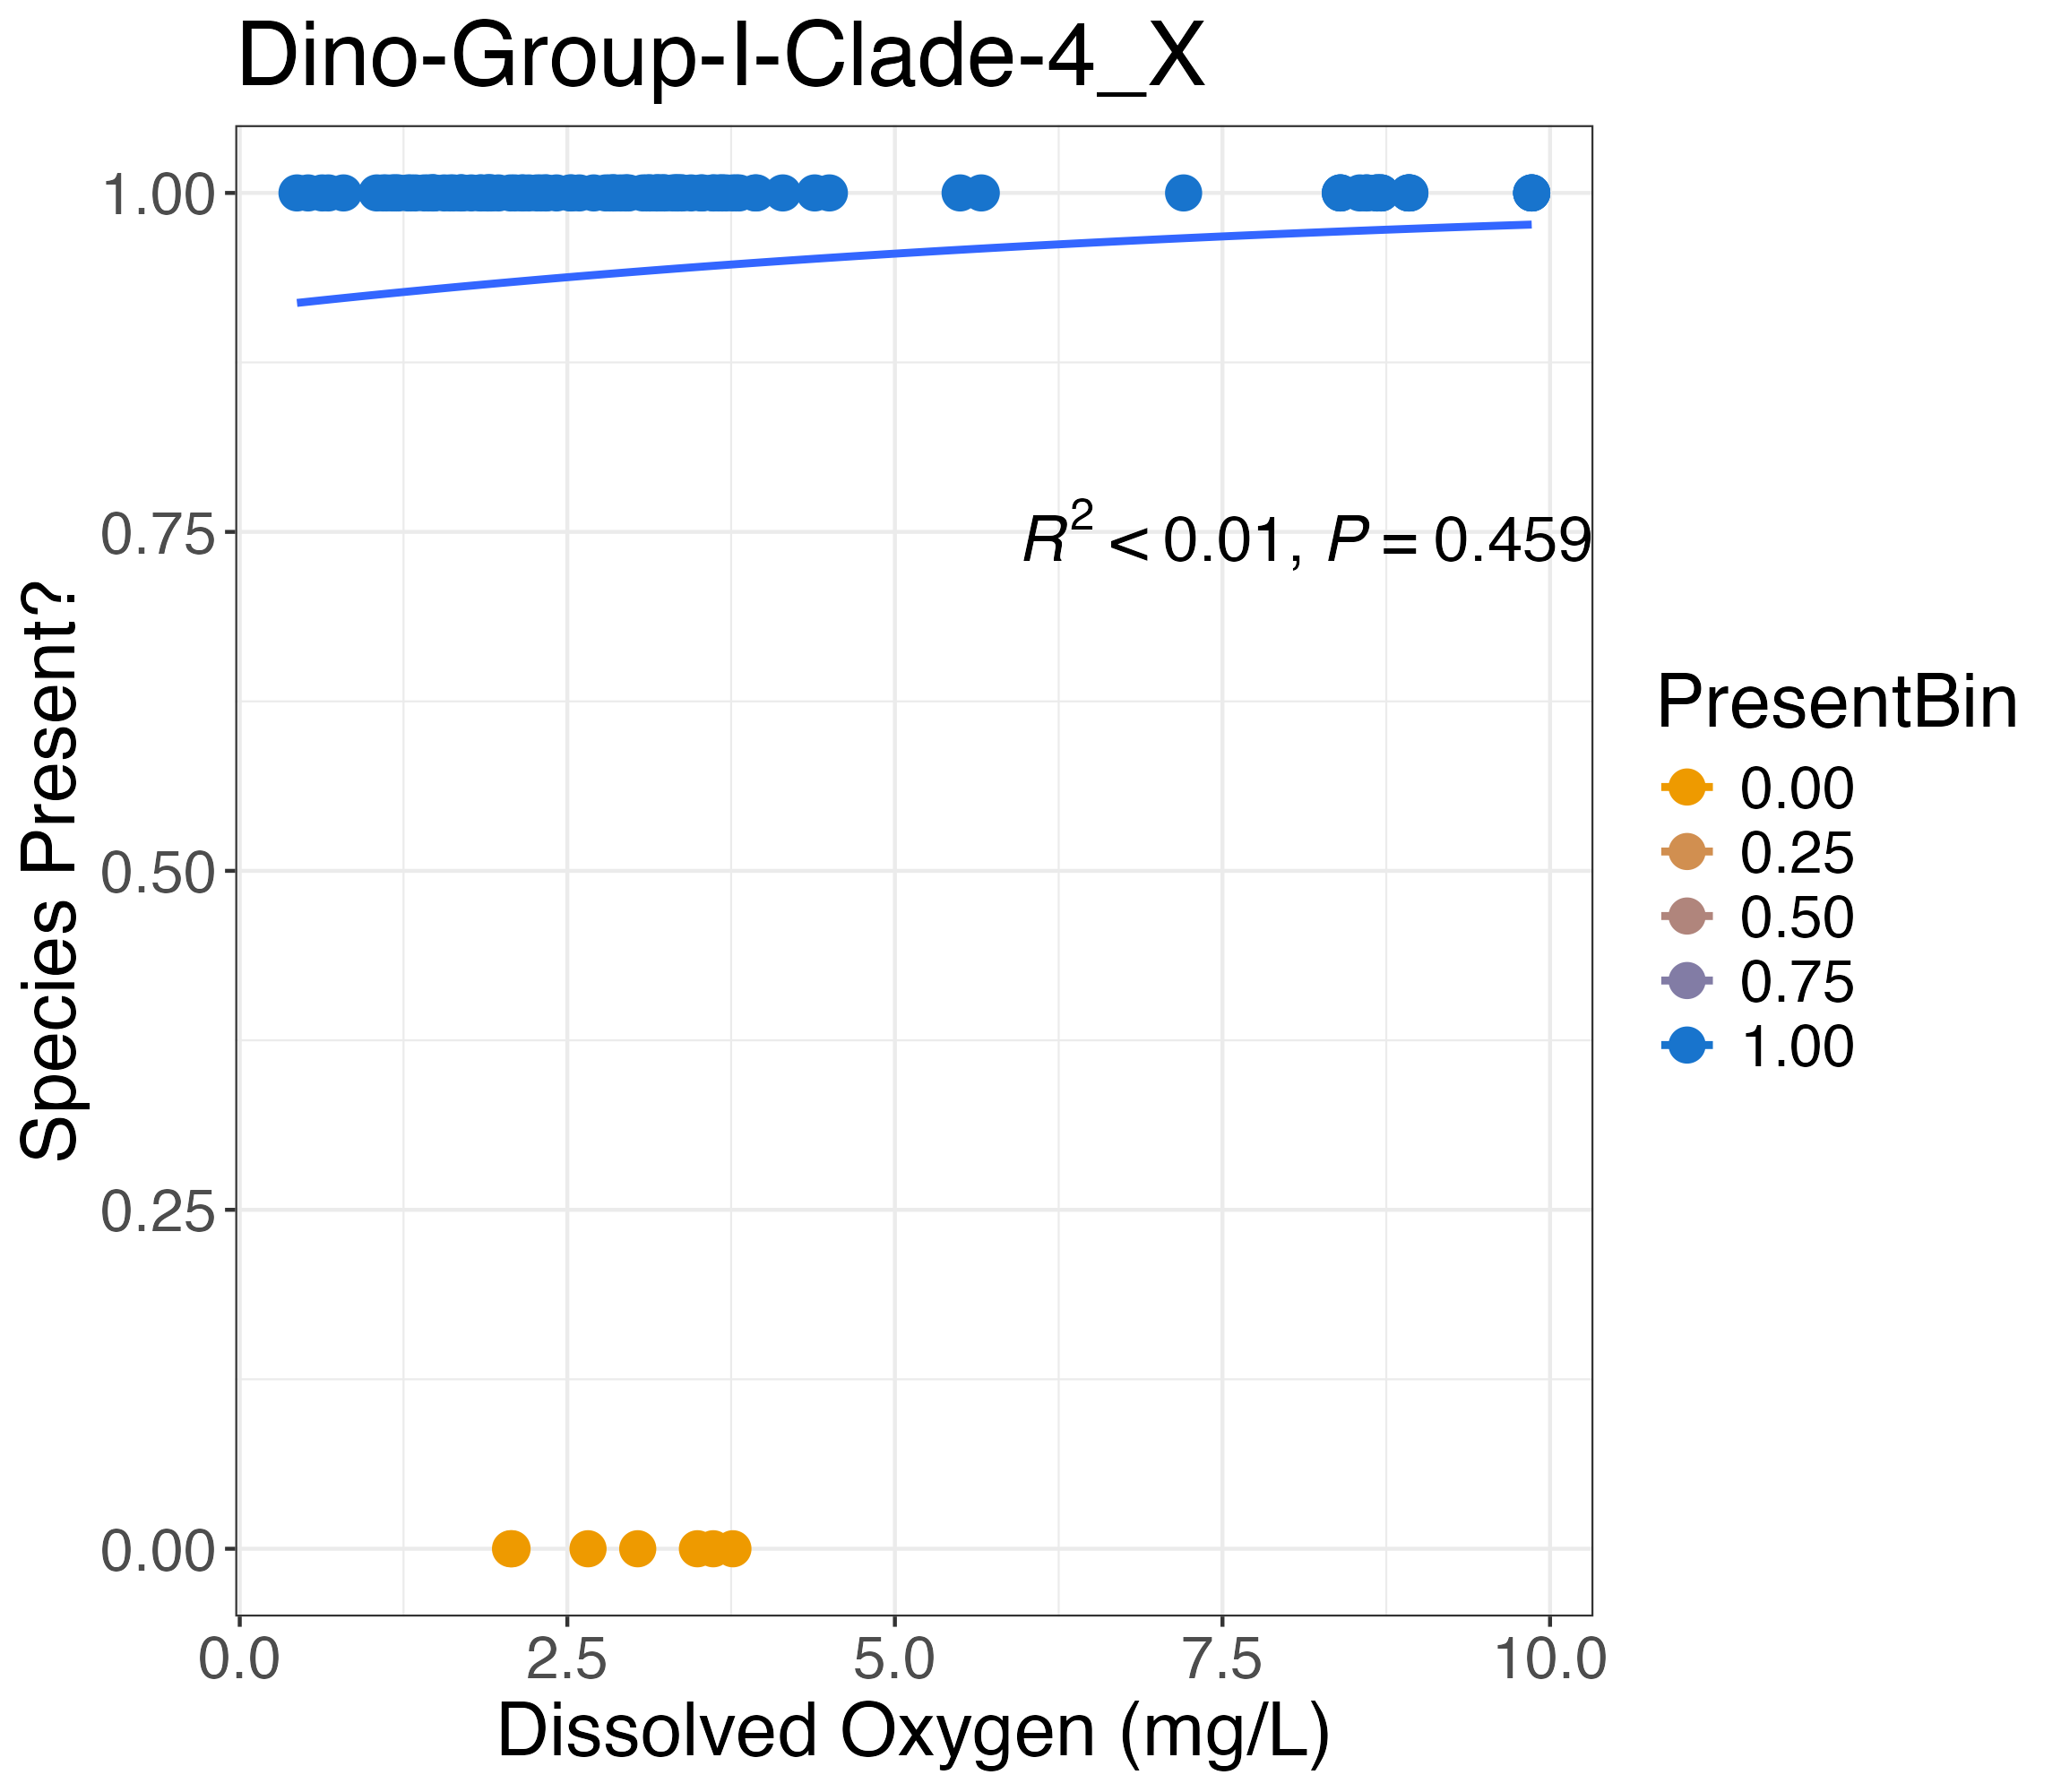 Dino-Group-I-Clade-4_X
1.00
0.75
0.50
0.25
0.00
Species Present?
R² < 0.01, P = 0.459
0.0 2.5 5.0 7.5 10.0
Dissolved Oxygen (mg/L)
PresentBin
0.00
0.25
0.50
0.75
1.00